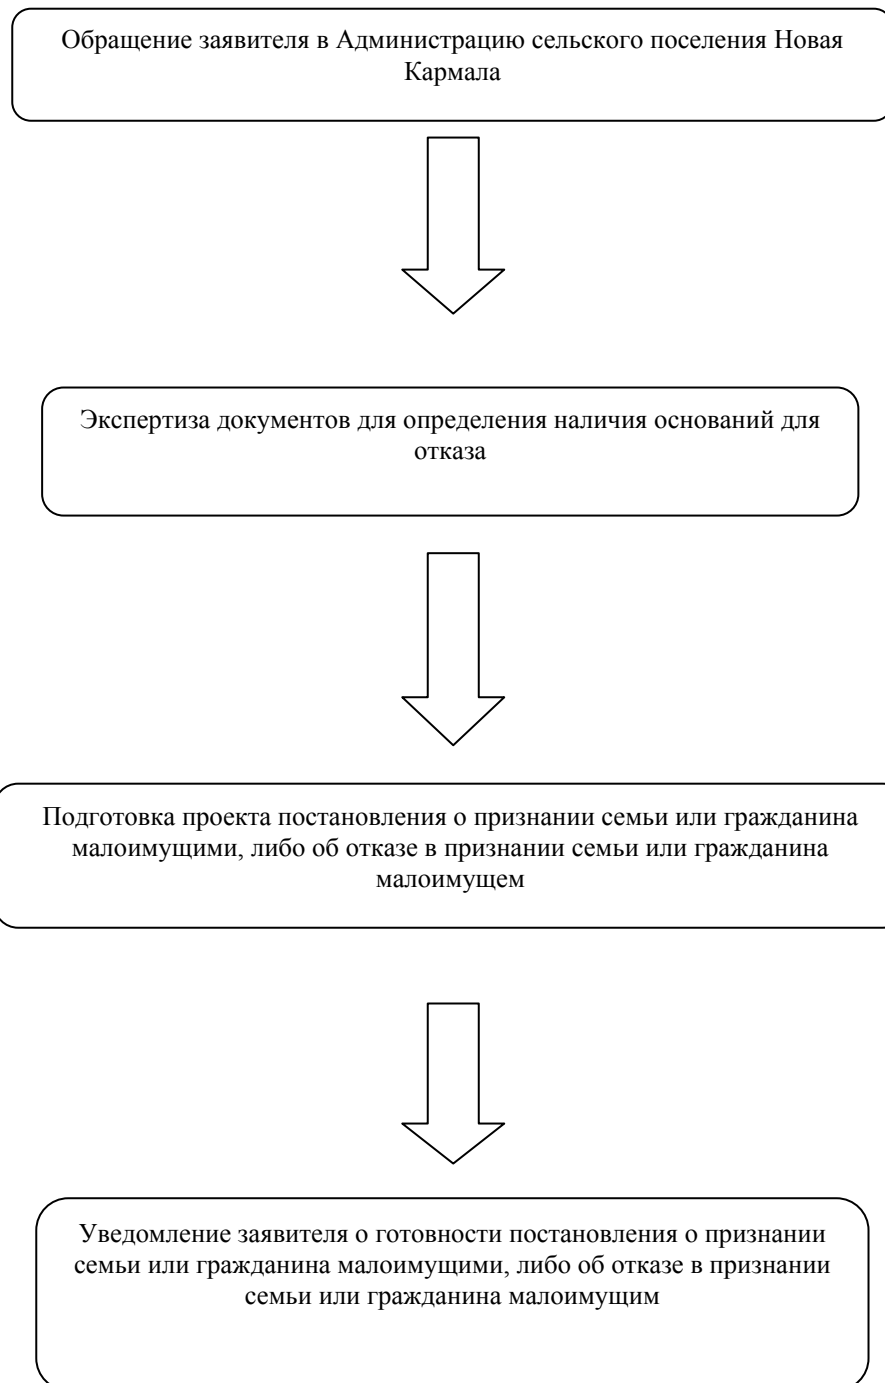 Обращение заявителя в Администрацию сельского поселения Новая
Кармала
Экспертиза документов для определения наличия оснований для
отказа
Подготовка проекта постановления о признании семьи или гражданина
малоимущими, либо об отказе в признании семьи или гражданина
малоимущем
Уведомление заявителя о готовности постановления о признании
семьи или гражданина малоимущими, либо об отказе в признании
семьи или гражданина малоимущим